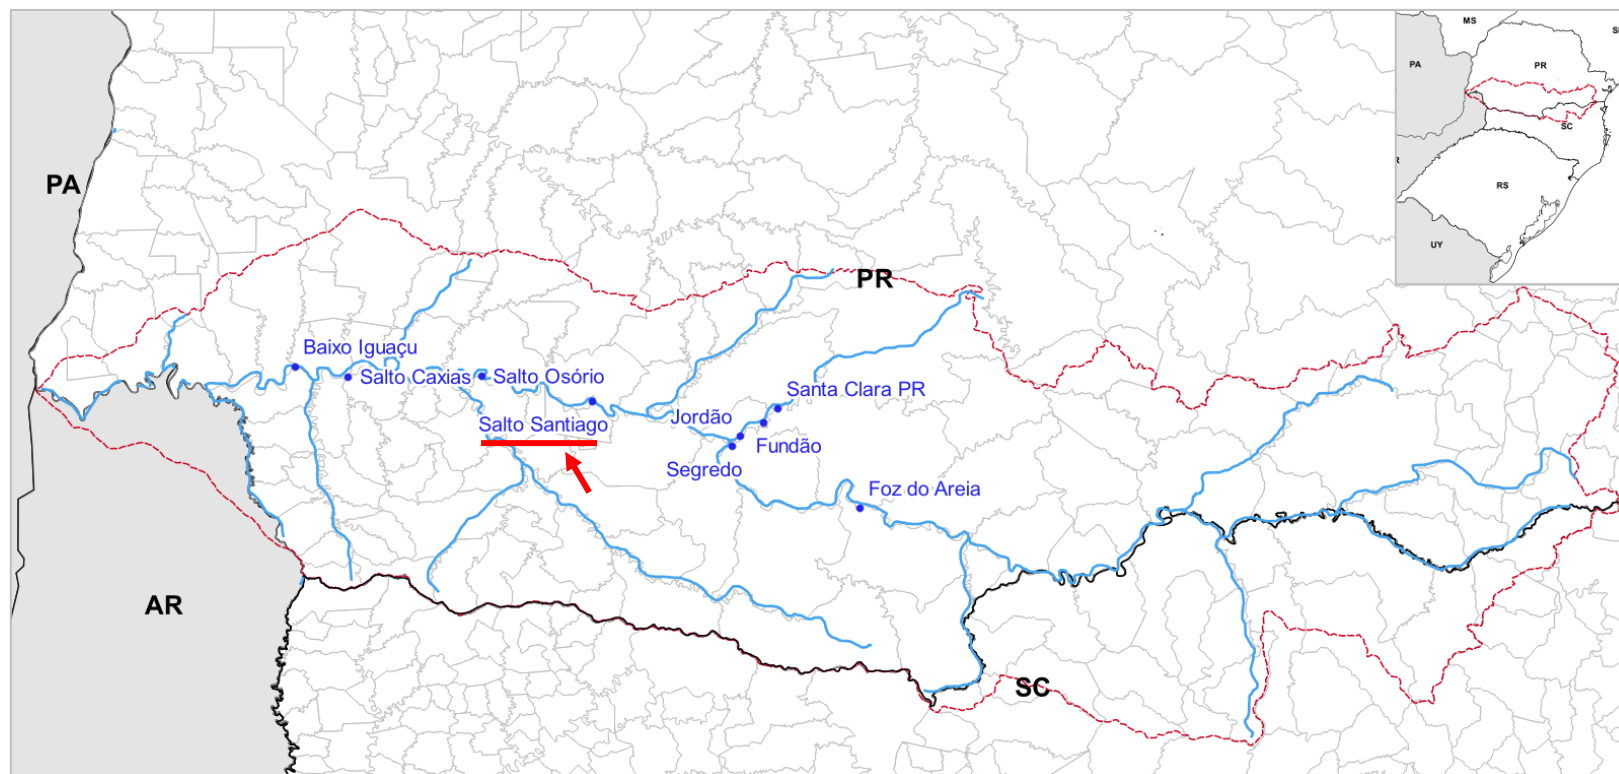 MS
SI
PA
PR
SC
R
RS
UY
PA
PR
Baixo Iguaçu
Salto Caxias
Salto Osório
Santa Clara PR
Jordão
Salto Santiago
Fundão
Segredo
Foz do Areia
AR
SC